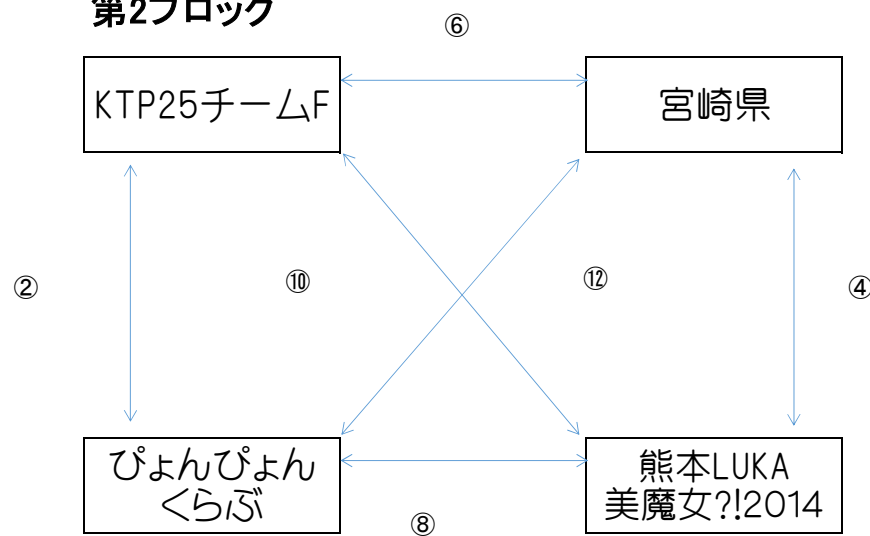 第2ブロック
⑥
KTP25チームF
宮崎県
②
⑩
⑫
④
ぴょんぴょん
くらぶ
熊本LUKA
美魔女?!2014
⑧